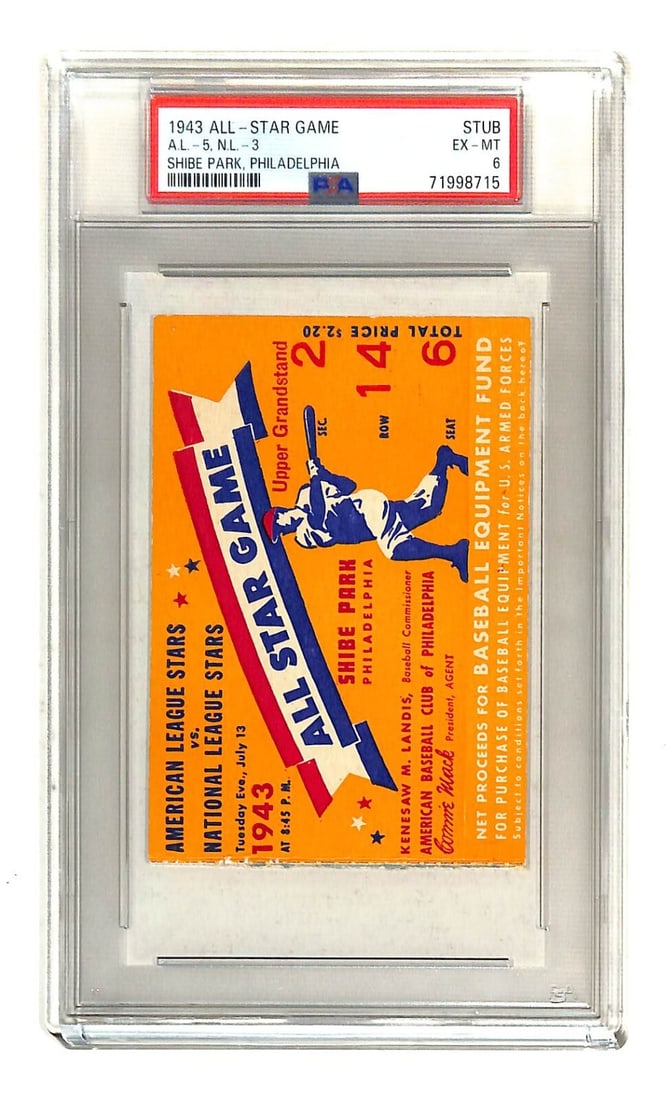 1943 ALL-STAR GAME STUB
A.L.-5, N.L.-3 EX-MT
SHIBE PARK, PHILADELPHIA 6
PSA 71998715
AMERICAN LEAGUE STARS
vs.
NATIONAL LEAGUE STARS
Tuesday Eve., July 13
1943
AT 8:45 P.M.
ALL STAR GAME
Upper Grandstand
2 14 6
SEC. ROW SEAT
TOTAL PRICE $2.20
SHIBE PARK
PHILADELPHIA
KENESAW M. LANDIS, Baseball Commissioner
AMERICAN BASEBALL CLUB of PHILADELPHIA
Connie Mack President, AGENT
NET PROCEEDS FOR BASEBALL EQUIPMENT FUND
FOR PURCHASE OF BASEBALL EQUIPMENT for U. S. ARMED FORCES
Subject to conditions set forth in the Important Notices on the back hereof